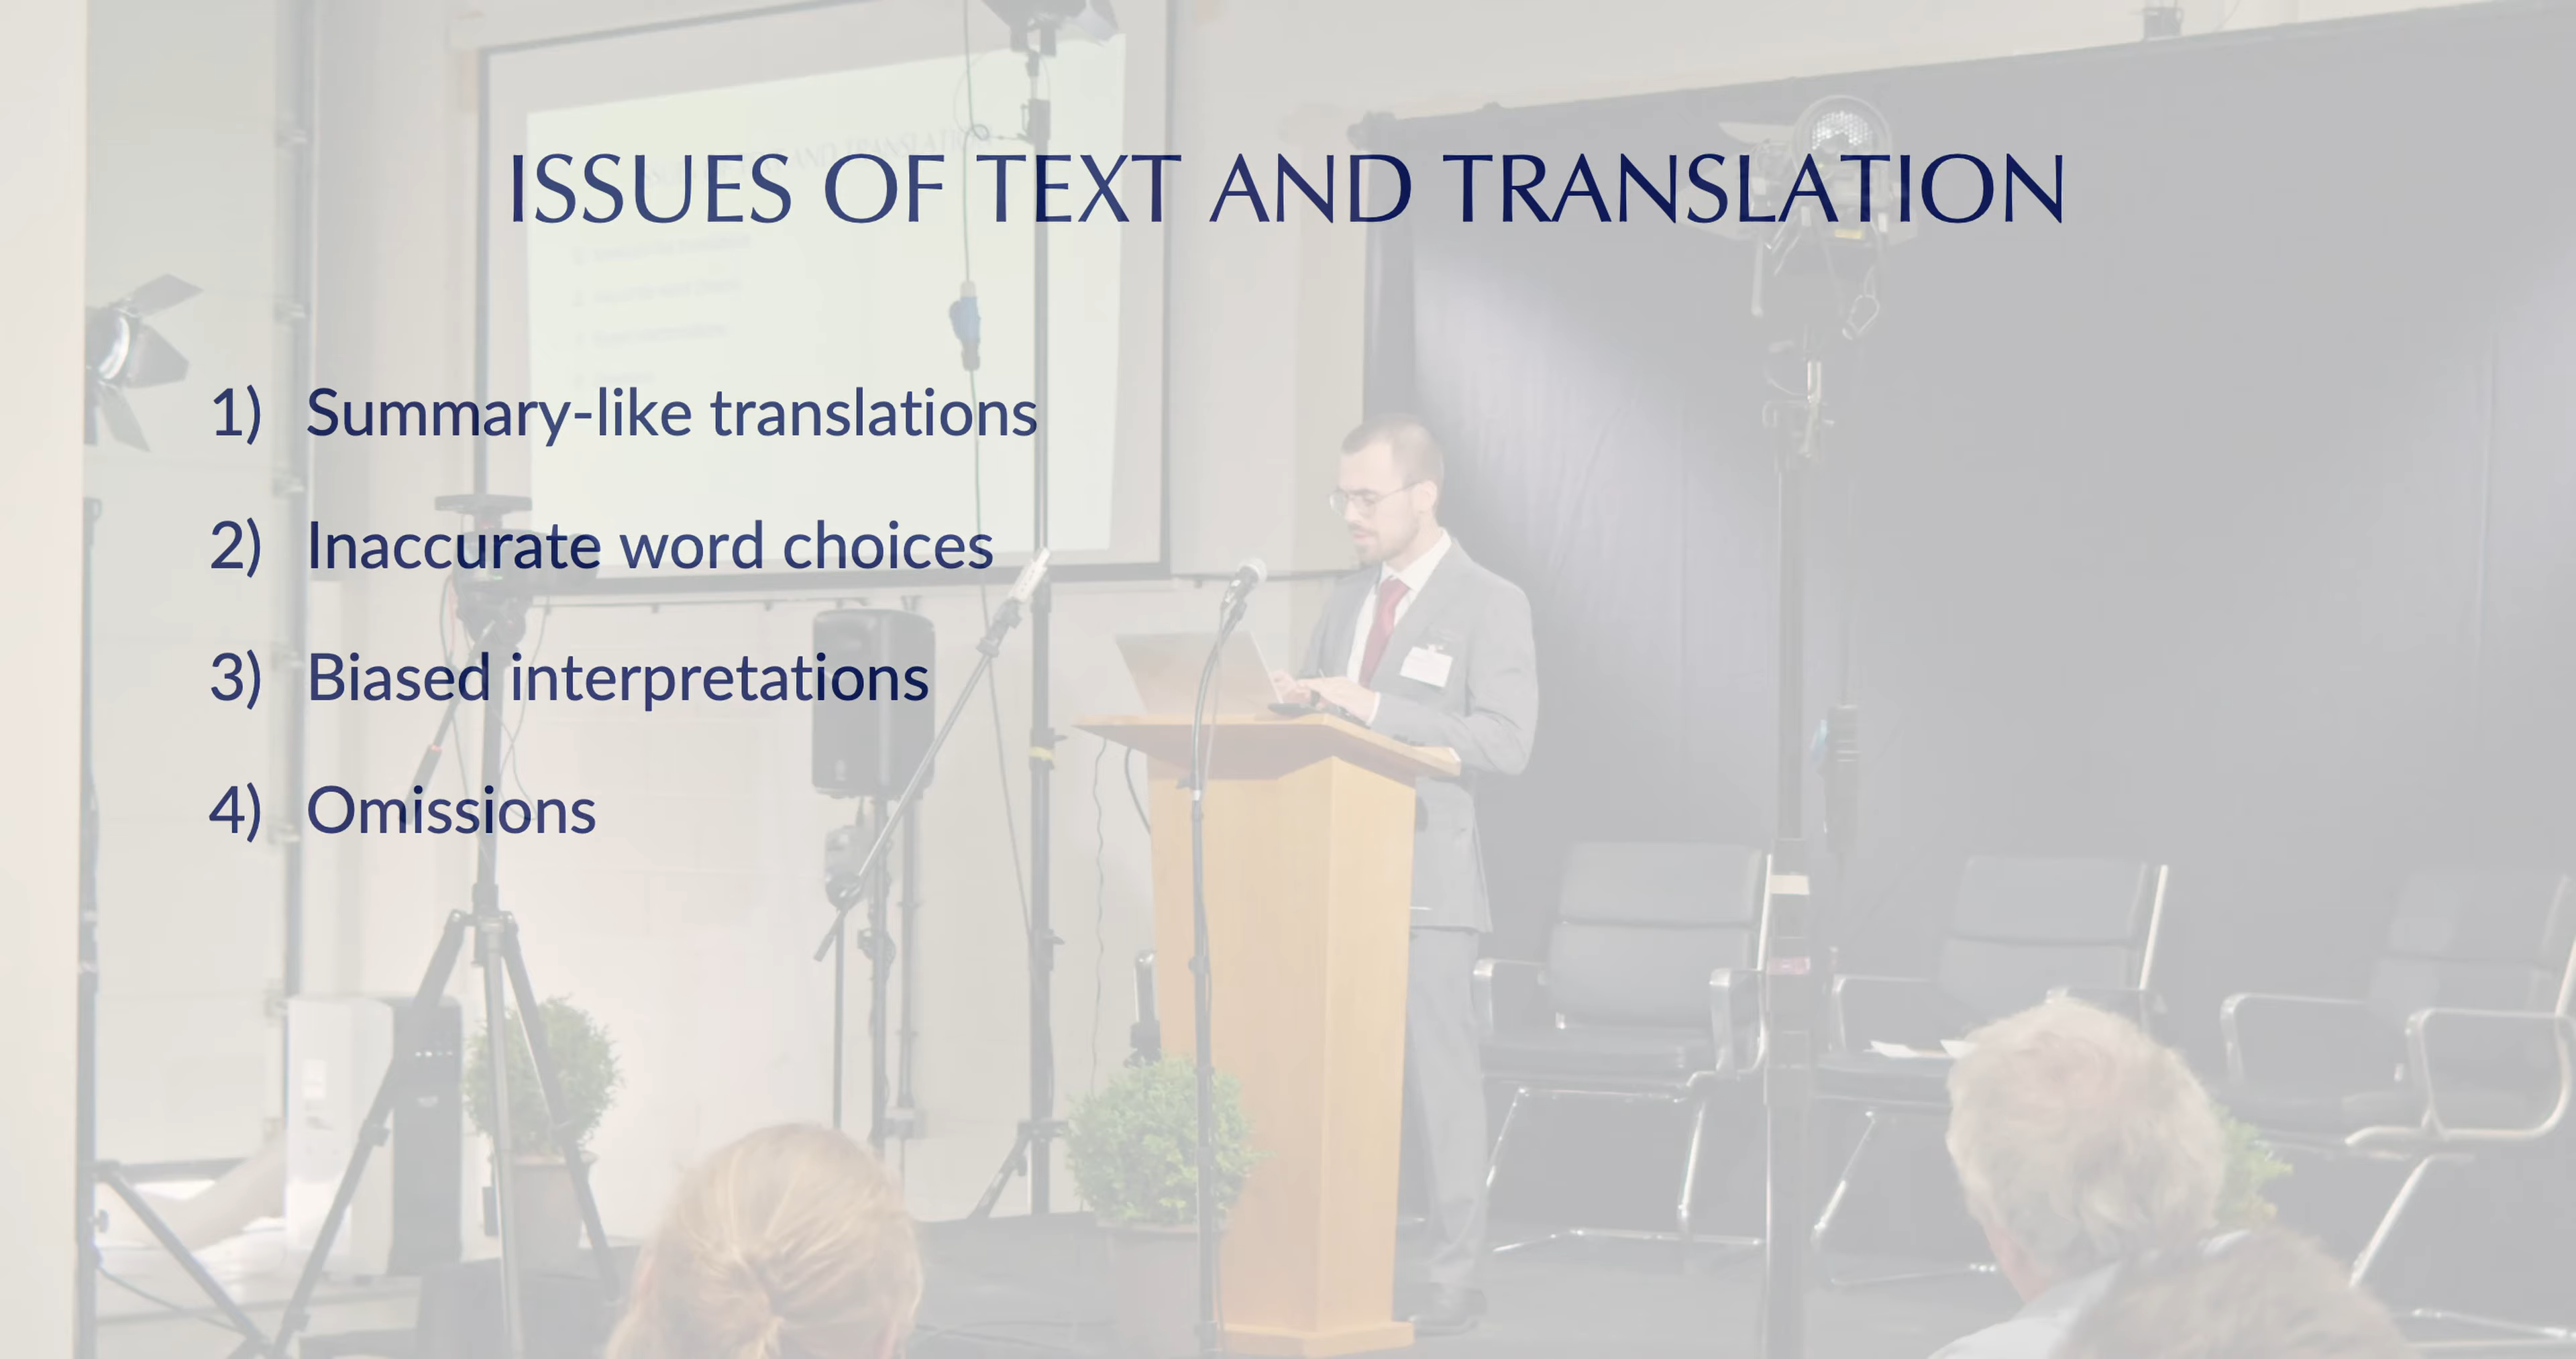 ISSUES OF TEXT AND TRANSLATION
1) Summary-like translations
2) Inaccurate word choices
3) Biased interpretations
4) Omissions